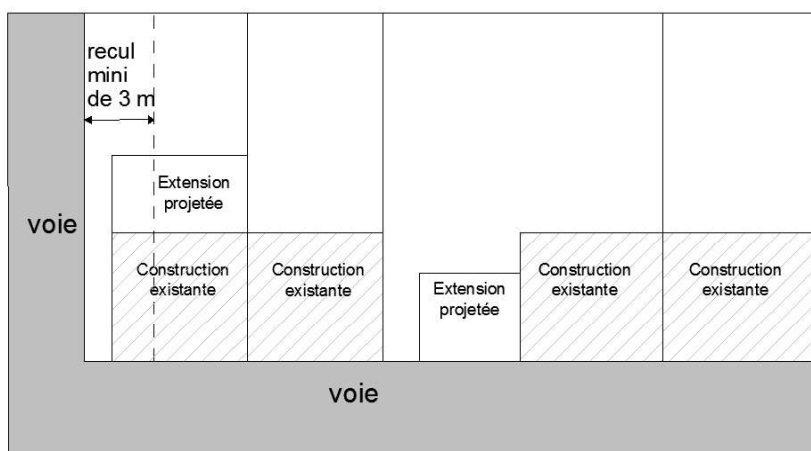 recul
mini
de 3 m
voie
Extension
projetée
Construction
existante
Construction
existante
Extension
projetée
Construction
existante
Construction
existante
voie